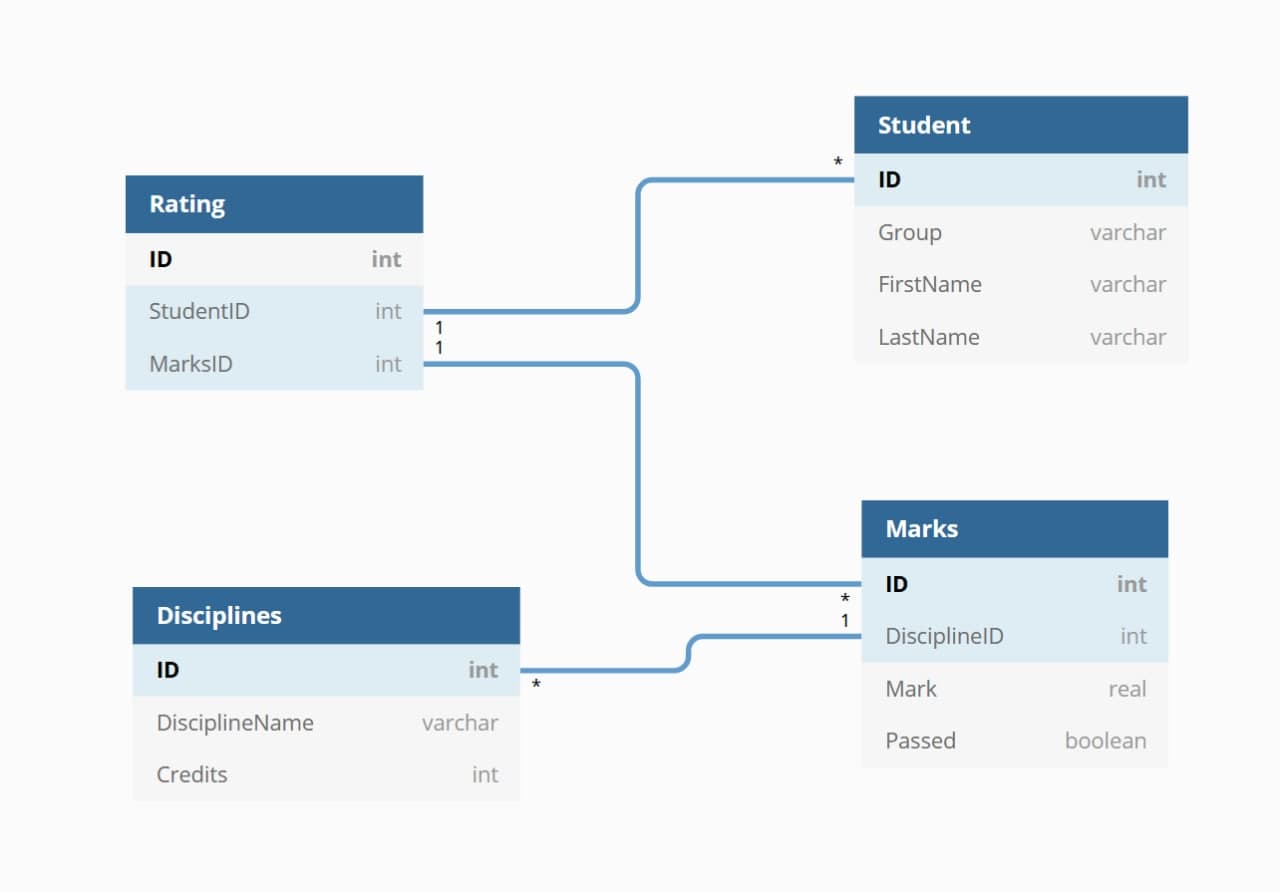 Student
*
ID int
Group varchar
FirstName varchar
LastName varchar
Rating
ID int
StudentID int
1
1
MarksID int
Marks
ID int
*
1
DisciplineID int
Mark real
Passed boolean
Disciplines
ID int
*
DisciplineName varchar
Credits int